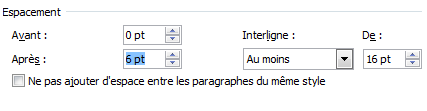 Espacement
Avant : 0 pt Interligne : De :
Après : 6 pt Au moins 16 pt
Ne pas ajouter d'espace entre les paragraphes du même style